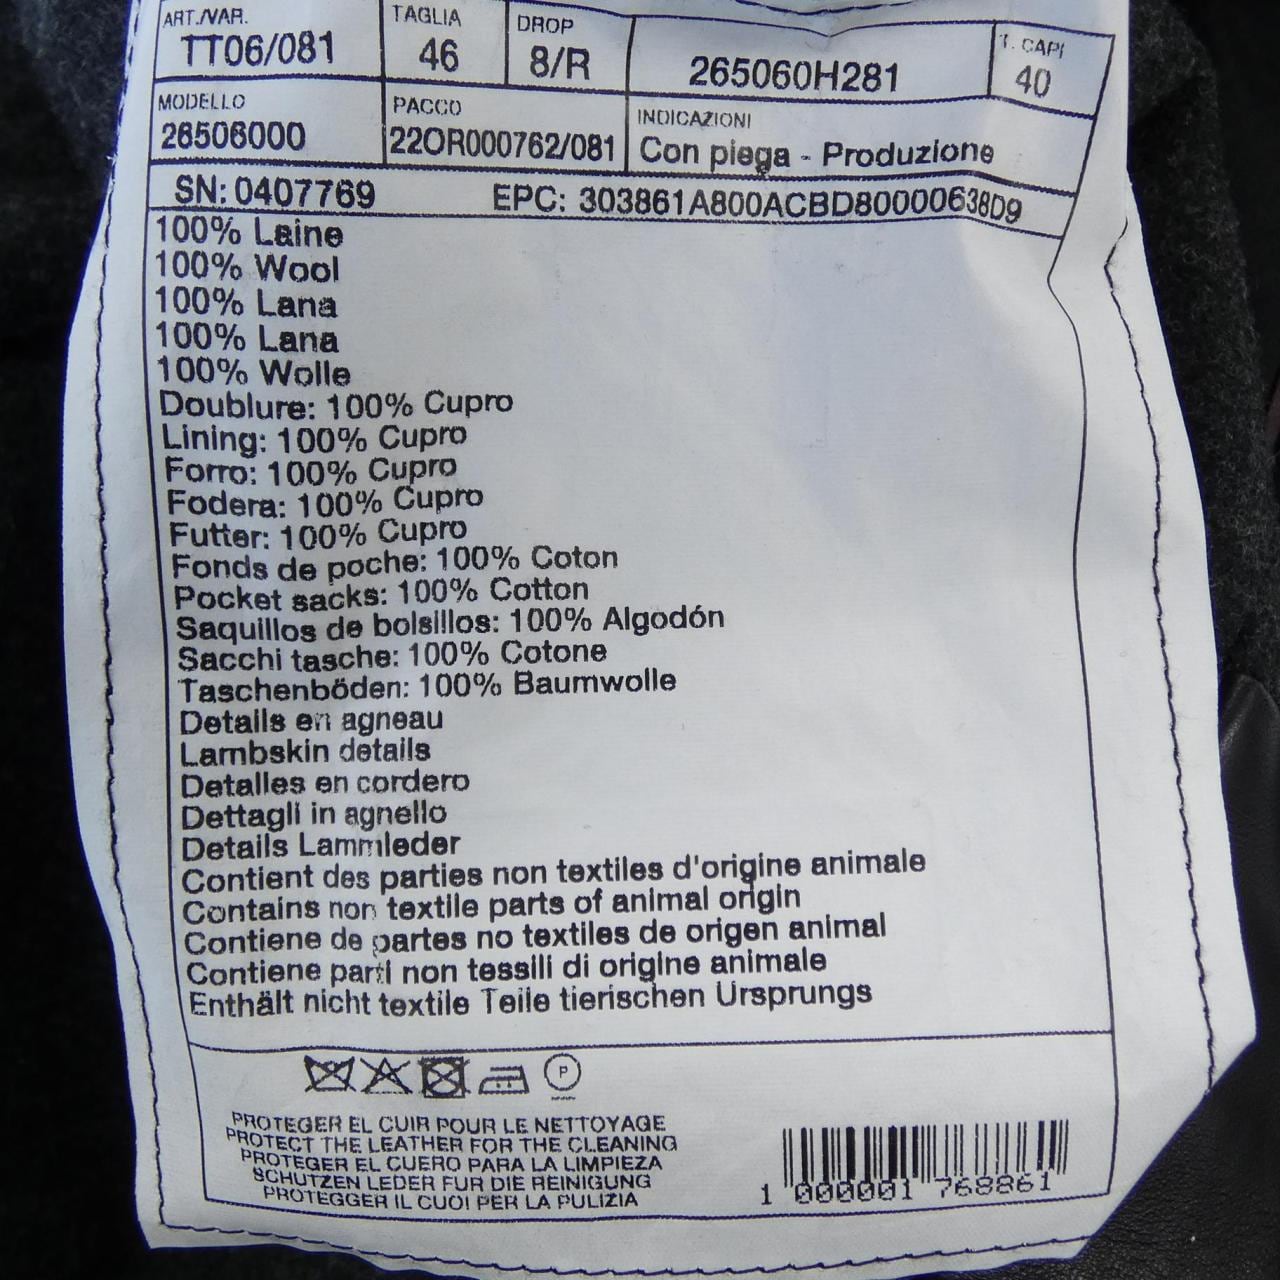 ART./VAR. TAGLIA DROP T. CAPI
TT06/081 46 8/R 265060H281 40
MODELLO PACCO INDICAZIONI
26506000 22OR000762/081 Con piega - Produzione
SN: 0407769 EPC: 303861A800ACBD80000638D9
100% Laine
100% Wool
100% Lana
100% Lana
100% Wolle
Doublure: 100% Cupro
Lining: 100% Cupro
Forro: 100% Cupro
Fodera: 100% Cupro
Futter: 100% Cupro
Fonds de poche: 100% Coton
Pocket sacks: 100% Cotton
Saquillos de bolsillos: 100% Algodón
Sacchi tasche: 100% Cotone
Taschenböden: 100% Baumwolle
Details en agneau
Lambskin details
Detalles en cordero
Dettagli in agnello
Details Lammleder
Contient des parties non textiles d'origine animale
Contains non textile parts of animal origin
Contiene de partes no textiles de origen animal
Contiene parti non tessili di origine animale
Enthält nicht textile Teile tierischen Ursprungs
P
PROTEGER EL CUIR POUR LE NETTOYAGE
PROTECT THE LEATHER FOR THE CLEANING
PROTEGER EL CUERO PARA LA LIMPIEZA
SCHUTZEN LEDER FUR DIE REINIGUNG
PROTEGGER IL CUOI PER LA PULIZIA
1 000001 768861